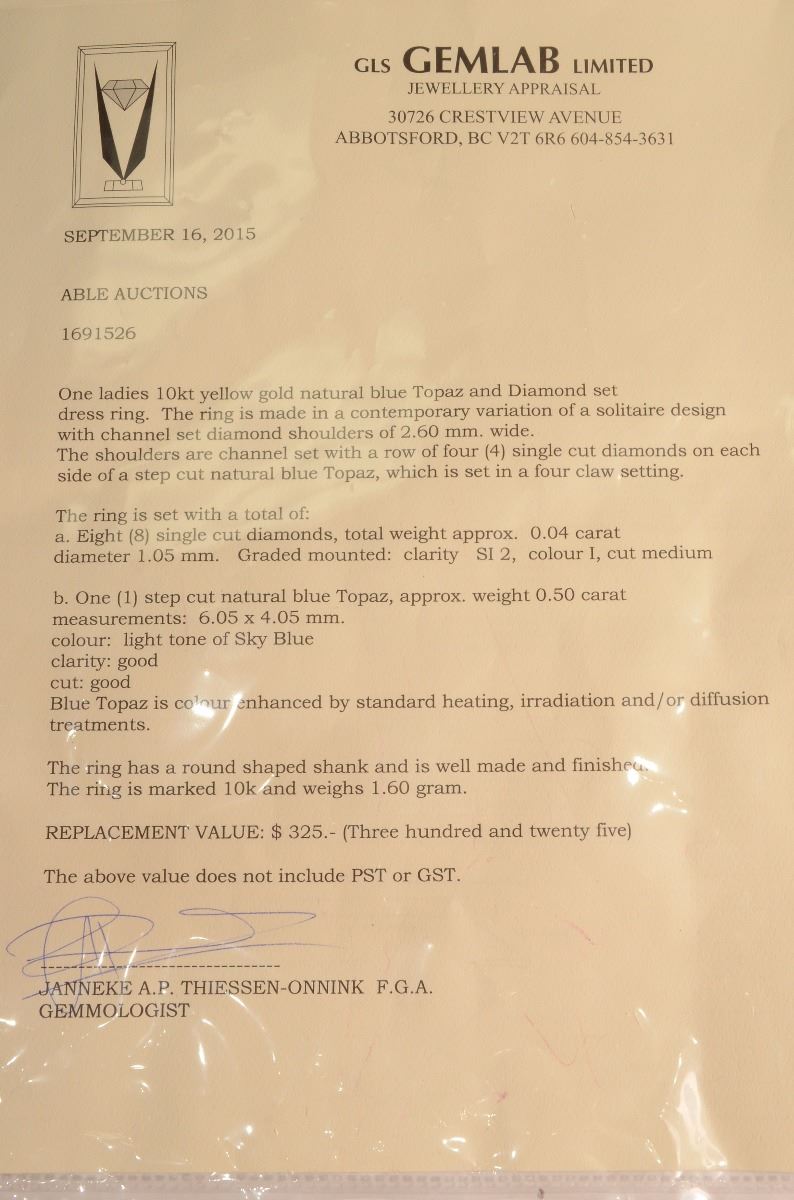 GLS GEMLAB LIMITED
JEWELLERY APPRAISAL
30726 CRESTVIEW AVENUE
ABBOTSFORD, BC V2T 6R6 604-854-3631
SEPTEMBER 16, 2015
ABLE AUCTIONS
1691526
One ladies 10kt yellow gold natural blue Topaz and Diamond set
dress ring. The ring is made in a contemporary variation of a solitaire design
with channel set diamond shoulders of 2.60 mm. wide.
The shoulders are channel set with a row of four (4) single cut diamonds on each
side of a step cut natural blue Topaz, which is set in a four claw setting.
The ring is set with a total of:
a. Eight (8) single cut diamonds, total weight approx. 0.04 carat
diameter 1.05 mm. Graded mounted: clarity SI 2, colour I, cut medium
b. One (1) step cut natural blue Topaz, approx. weight 0.50 carat
measurements: 6.05 x 4.05 mm.
colour: light tone of Sky Blue
clarity: good
cut: good
Blue Topaz is colour enhanced by standard heating, irradiation and/or diffusion
treatments.
The ring has a round shaped shank and is well made and finished.
The ring is marked 10k and weighs 1.60 gram.
REPLACEMENT VALUE: $ 325.- (Three hundred and twenty five)
The above value does not include PST or GST.
JANNEKE A.P. THIESSEN-ONNINK F.G.A.
GEMMOLOGIST